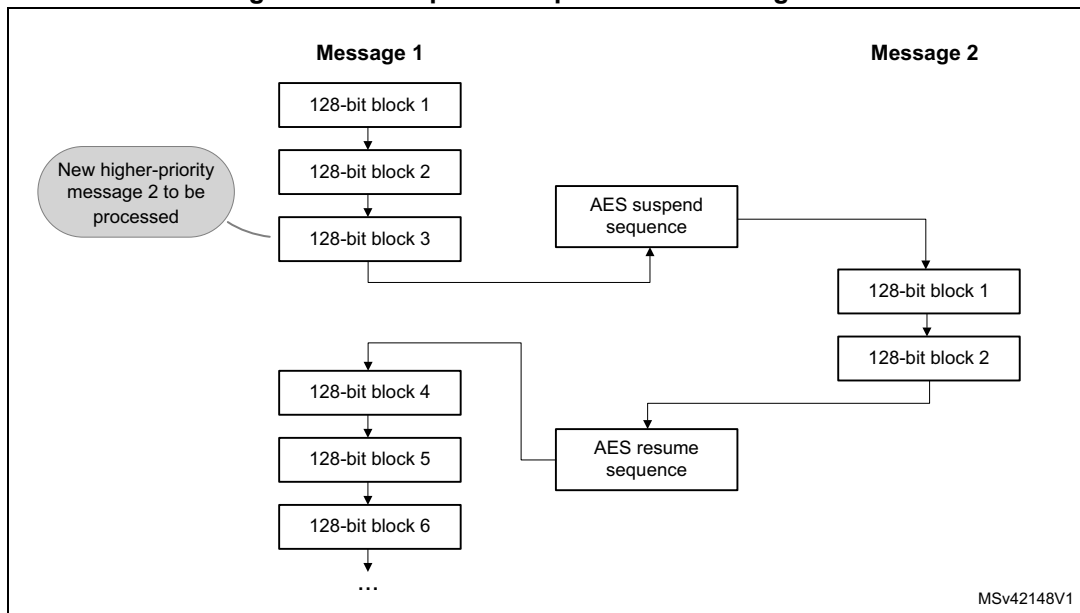 Message 1
Message 2
128-bit block 1
128-bit block 2
New higher-priority
message 2 to be
processed
128-bit block 3
AES suspend
sequence
128-bit block 1
128-bit block 2
AES resume
sequence
128-bit block 4
128-bit block 5
128-bit block 6
...
MSv42148V1